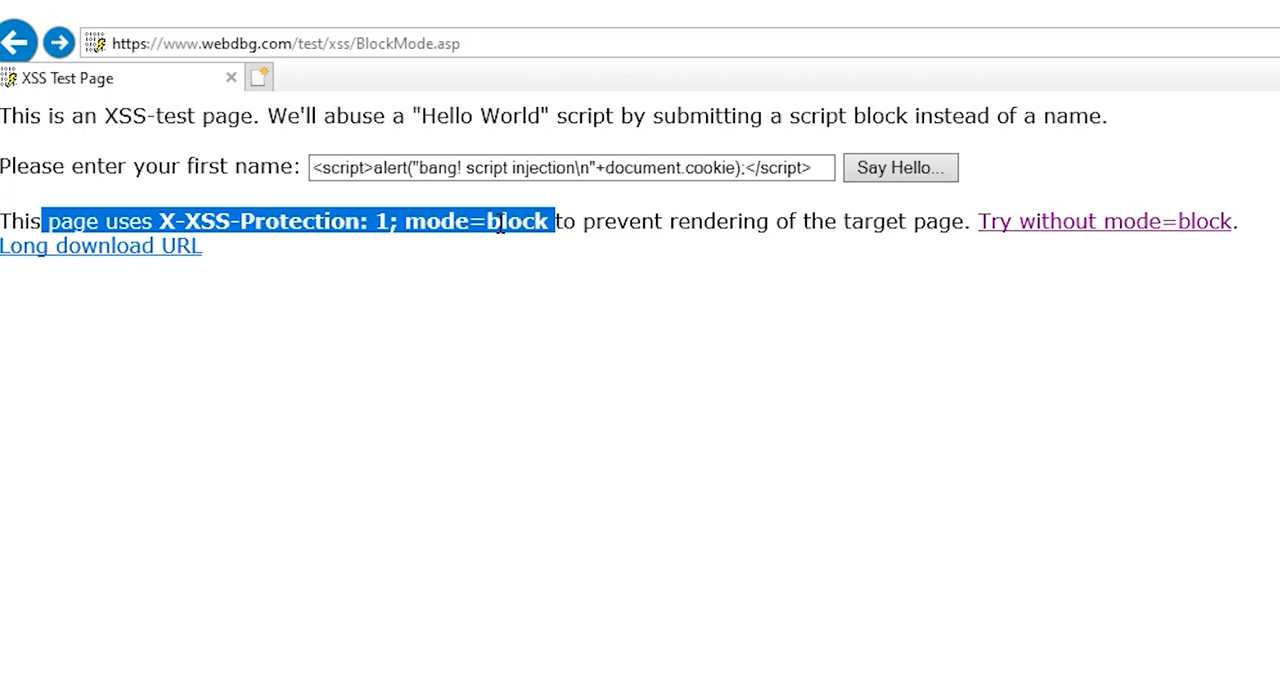 https://www.webdbg.com/test/xss/BlockMode.asp
XSS Test Page
This is an XSS-test page. We'll abuse a "Hello World" script by submitting a script block instead of a name.
Please enter your first name: <script>alert("bang! script injection\n"+document.cookie);</script> Say Hello...
This page uses X-XSS-Protection: 1; mode=block to prevent rendering of the target page. Try without mode=block.
Long download URL